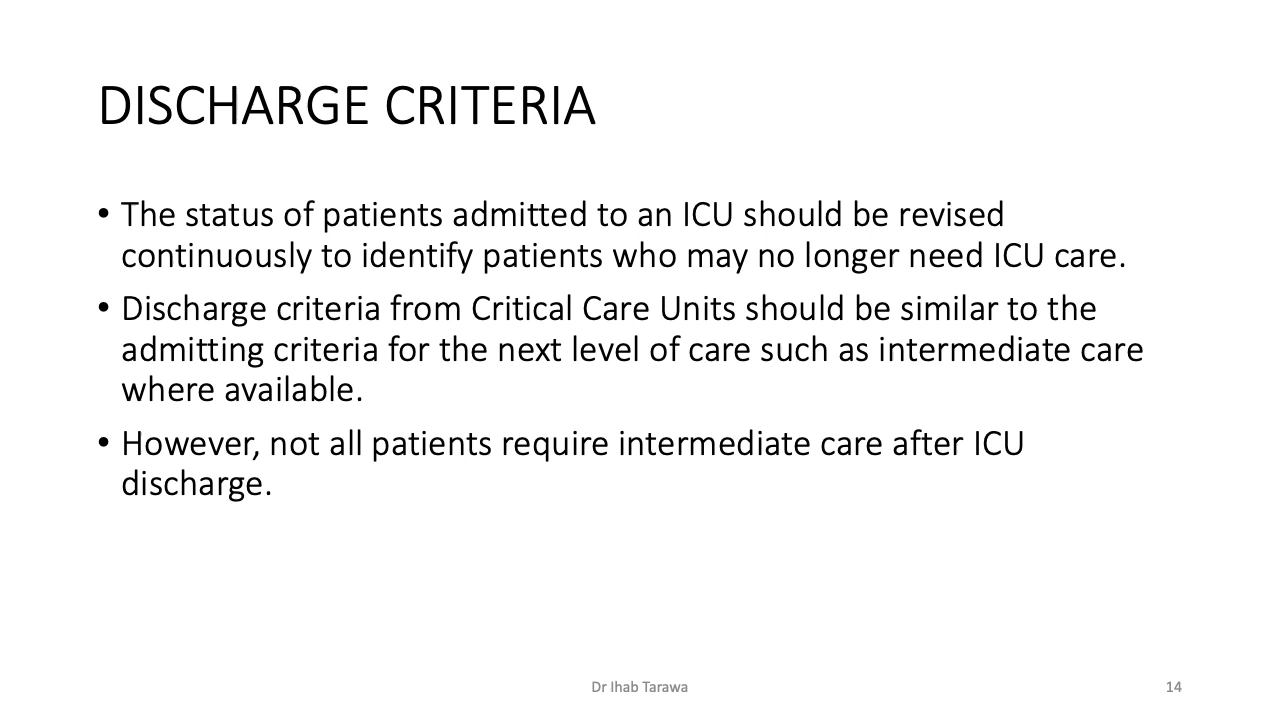 DISCHARGE CRITERIA
• The status of patients admitted to an ICU should be revised
continuously to identify patients who may no longer need ICU care.
• Discharge criteria from Critical Care Units should be similar to the
admitting criteria for the next level of care such as intermediate care
where available.
• However, not all patients require intermediate care after ICU
discharge.
Dr Ihab Tarawa
14